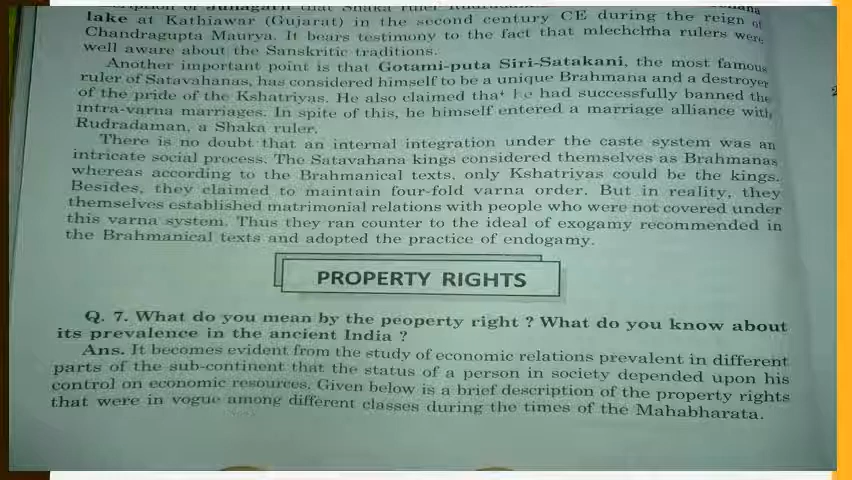 of Junagarh that Shaka ruler
lake at Kathiawar (Gujarat) in the second century CE during the reign of
Chandragupta Maurya. It bears testimony to the fact that mlechchha rulers were
well aware about the Sanskritic traditions.
Another important point is that Gotami-puta Siri-Satakani, the most famous
ruler of Satavahanas, has considered himself to be a unique Brahmana and a destroyer
of the pride of the Kshatriyas. He also claimed that he had successfully banned the
intra-varna marriages. In spite of this, he himself entered a marriage alliance with
Rudradaman, a Shaka ruler.
There is no doubt that an internal integration under the caste system was an
intricate social process. The Satavahana kings considered themselves as Brahmanas
whereas according to the Brahmanical texts, only Kshatriyas could be the kings.
Besides, they claimed to maintain four-fold varna order. But in reality, they
themselves established matrimonial relations with people who were not covered under
this varna system. Thus they ran counter to the ideal of exogamy recommended in
the Brahmanical texts and adopted the practice of endogamy.
PROPERTY RIGHTS
Q. 7. What do you mean by the peoperty right ? What do you know about
its prevalence in the ancient India ?
Ans. It becomes evident from the study of economic relations prevalent in different
parts of the sub-continent that the status of a person in society depended upon his
control on economic resources. Given below is a brief description of the property rights
that were in vogue among different classes during the times of the Mahabharata.